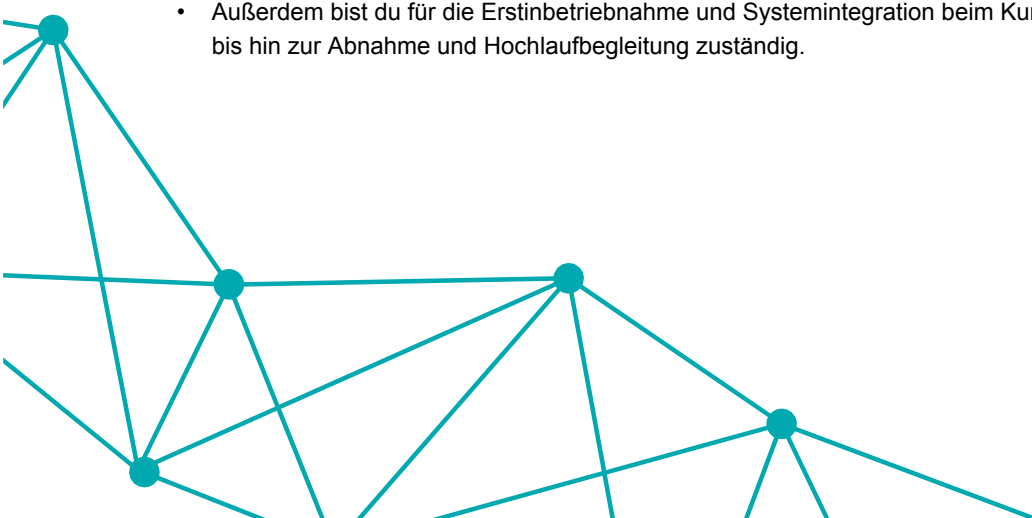 • Außerdem bist du für die Erstinbetriebnahme und Systemintegration beim
bis hin zur Abnahme und Hochlaufbegleitung zuständig.